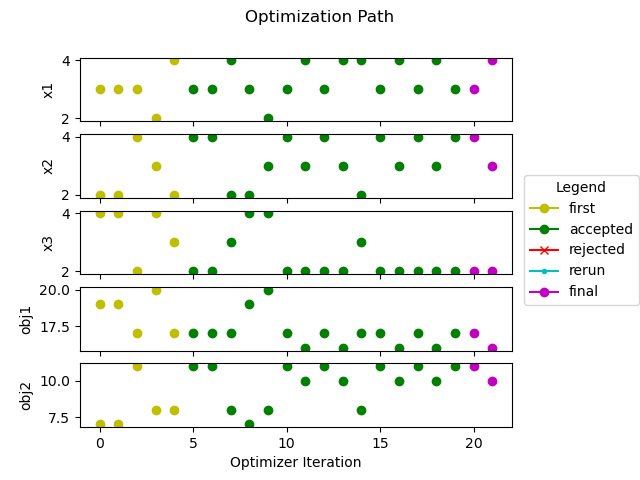 Optimization Path
4
x1
2
4
x2
2
4
x3
2
20.0
obj1
17.5
10.0
obj2
7.5
0 5 10 15 20
Optimizer Iteration
Legend
first
accepted
rejected
rerun
final